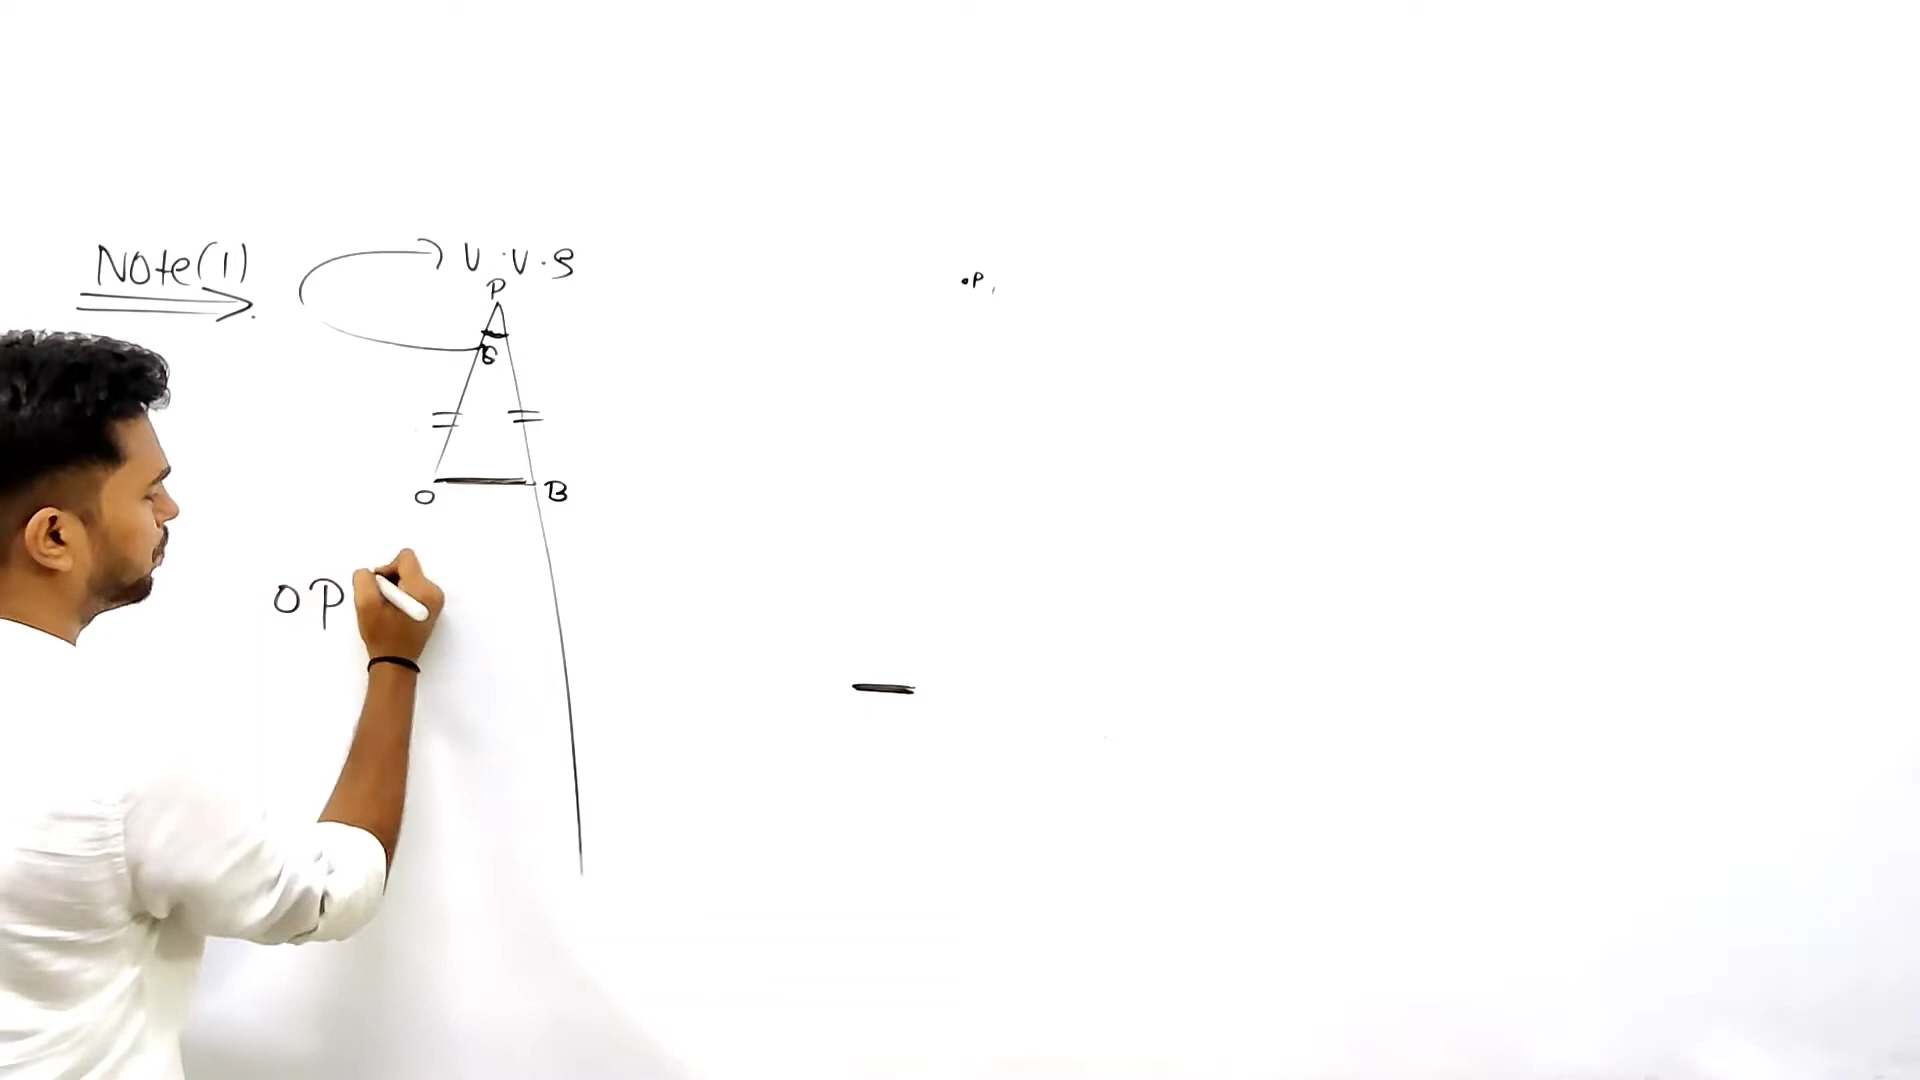 Note(1)
V.V.S
P
S
O B
OP
.P,